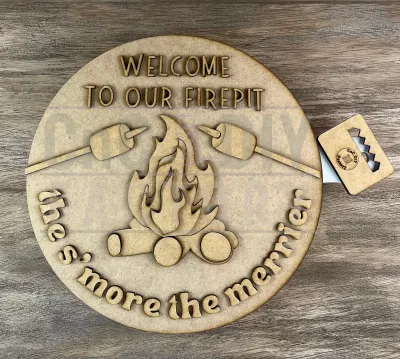 WELCOME
TO OUR FIREPIT
the s'more the merrier